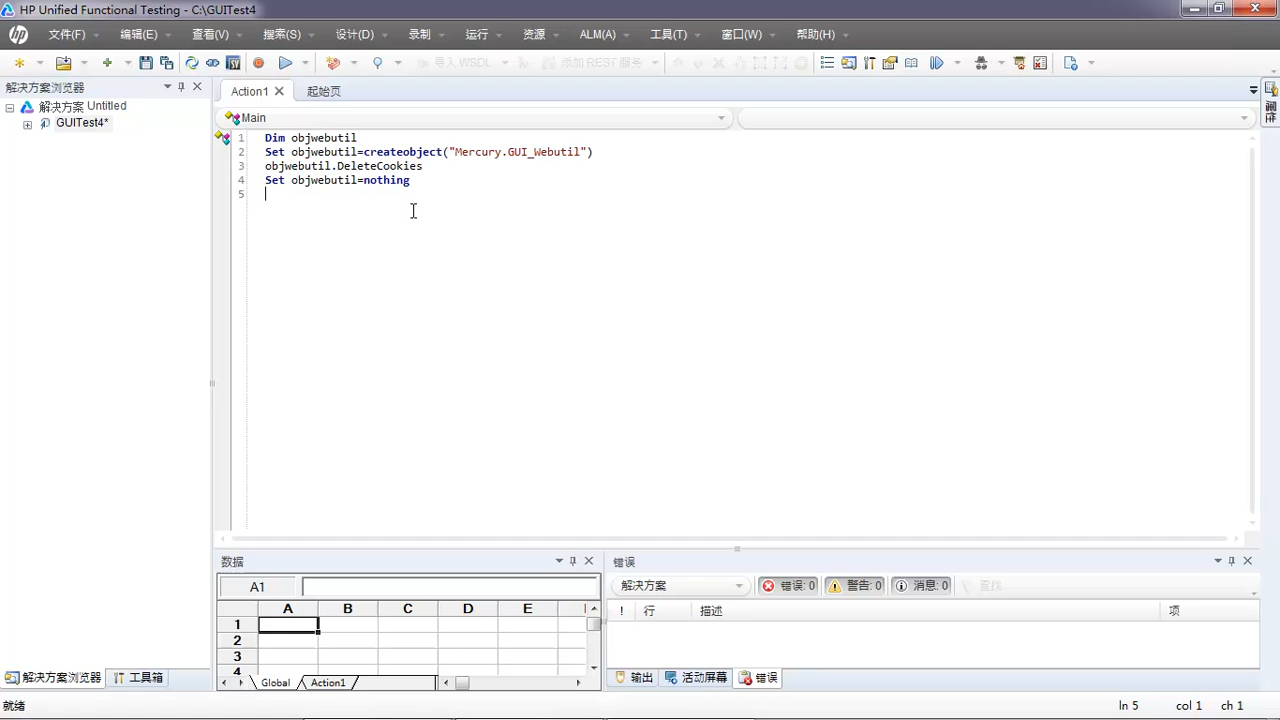 HP Unified Functional Testing - C:\GUITest4
hp 文件(F) 编辑(E) 查看(V) 搜索(S) 设计(D) 录制 运行 资源 ALM(A) 工具(T) 窗口(W) 帮助(H)
导入 WSDL 添加 REST 服务
解决方案浏览器
解决方案 Untitled
GUITest4*
Action1 起始页
Main
1 Dim objwebutil
2 Set objwebutil=createobject("Mercury.GUI_Webutil")
3 objwebutil.DeleteCookies
4 Set objwebutil=nothing
5
属性
数据
A1
A B C D E
1
2
3
4
Global Action1
错误
解决方案 错误: 0 警告: 0 消息: 0 查找
! 行 描述 项
解决方案浏览器 工具箱
输出 活动屏幕 错误
就绪 ln 5 col 1 ch 1